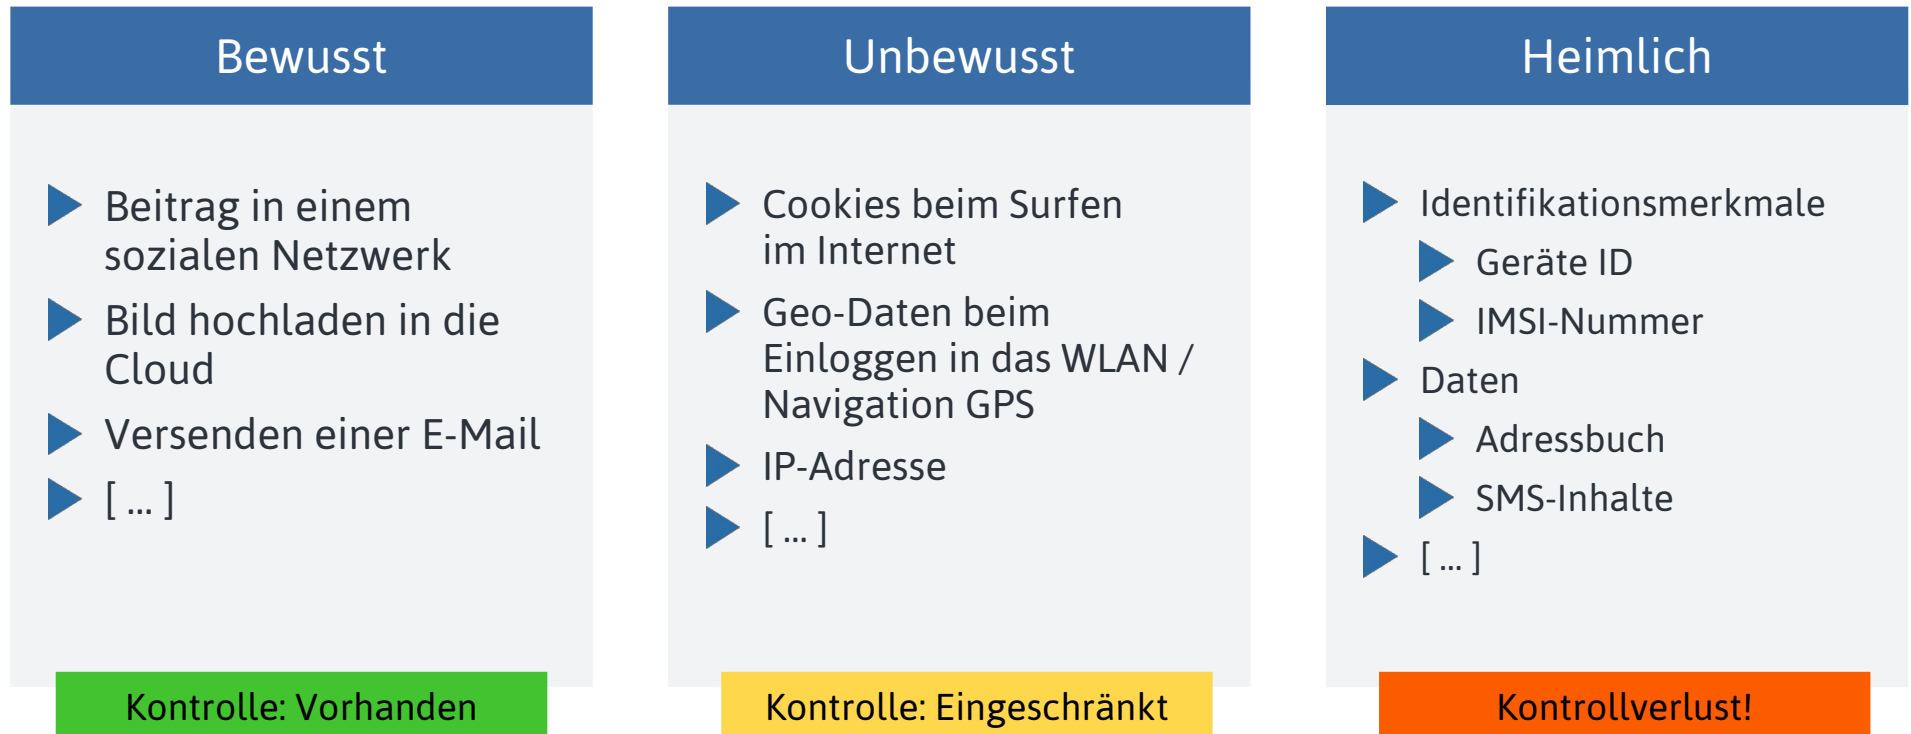 Bewusst
Beitrag in einem
sozialen Netzwerk
Bild hochladen in die
Cloud
Versenden einer E-Mail
[ ... ]
Kontrolle: Vorhanden
Unbewusst
Cookies beim Surfen
im Internet
Geo-Daten beim
Einloggen in das WLAN /
Navigation GPS
IP-Adresse
[ ... ]
Kontrolle: Eingeschränkt
Heimlich
Identifikationsmerkmale
Geräte ID
IMSI-Nummer
Daten
Adressbuch
SMS-Inhalte
[ ... ]
Kontrollverlust!